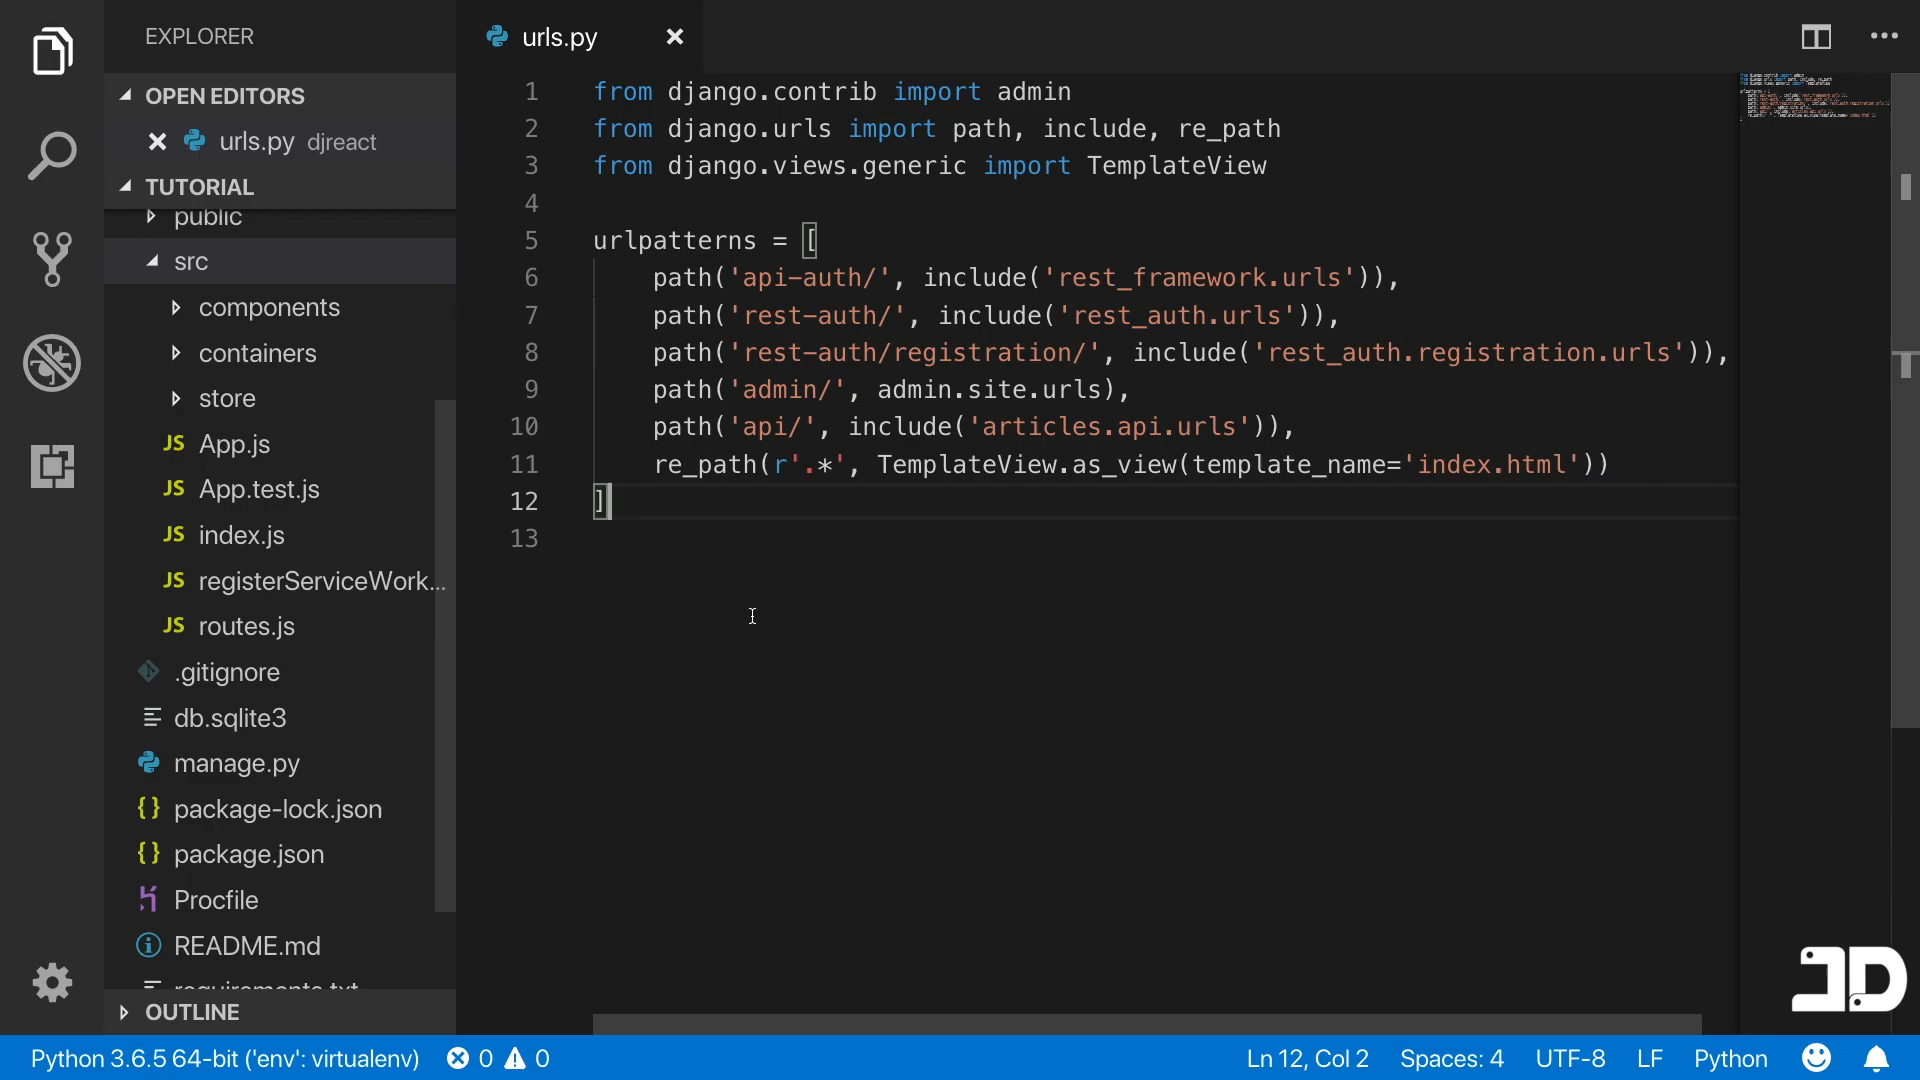 EXPLORER
OPEN EDITORS
urls.py djreact
TUTORIAL
public
src
components
containers
store
JS App.js
JS App.test.js
JS index.js
JS registerServiceWork...
JS routes.js
.gitignore
db.sqlite3
manage.py
{} package-lock.json
{} package.json
Procfile
README.md
requirements.txt
OUTLINE
urls.py
1 from django.contrib import admin
2 from django.urls import path, include, re_path
3 from django.views.generic import TemplateView
4
5 urlpatterns = [
6 path('api-auth/', include('rest_framework.urls')),
7 path('rest-auth/', include('rest_auth.urls')),
8 path('rest-auth/registration/', include('rest_auth.registration.urls')),
9 path('admin/', admin.site.urls),
10 path('api/', include('articles.api.urls')),
11 re_path(r'.*', TemplateView.as_view(template_name='index.html'))
12 ]
13
JD
Python 3.6.5 64-bit ('env': virtualenv) 0 0 Ln 12, Col 2 Spaces: 4 UTF-8 LF Python